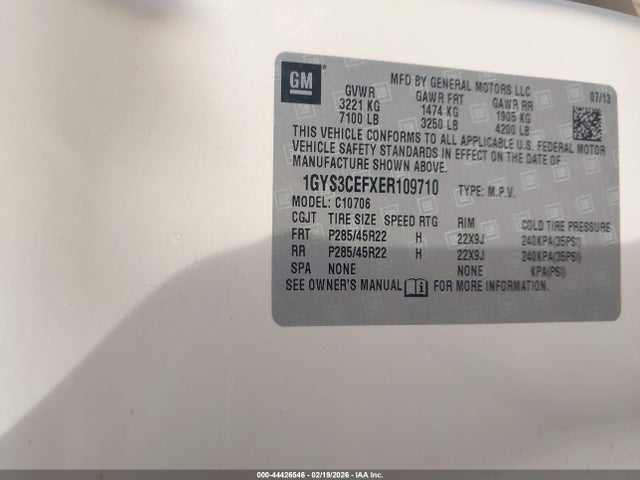 GM
MFD BY GENERAL MOTORS LLC
07/13
GVWR GAWR FRT GAWR RR
3221 KG 1474 KG 1905 KG
7100 LB 3250 LB 4200 LB
THIS VEHICLE CONFORMS TO ALL APPLICABLE U.S. FEDERAL MOTOR
VEHICLE SAFETY STANDARDS IN EFFECT ON THE DATE OF
MANUFACTURE SHOWN ABOVE.
1GYS3CEFXER109710 TYPE: M.P.V.
MODEL: C10706
CGJT TIRE SIZE SPEED RTG RIM COLD TIRE PRESSURE
FRT P285/45R22 H 22X9J 240KPA(35PSI)
RR P285/45R22 H 22X9J 240KPA(35PSI)
SPA NONE NONE KPA(PSI)
SEE OWNER'S MANUAL FOR MORE INFORMATION.
000-44426546 - 02/19/2026 - IAA Inc.